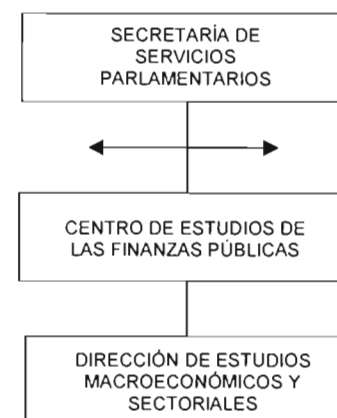 SECRETARÍA DE
SERVICIOS
PARLAMENTARIOS
CENTRO DE ESTUDIOS DE
LAS FINANZAS PÚBLICAS
DIRECCIÓN DE ESTUDIOS
MACROECONÓMICOS Y
SECTORIALES